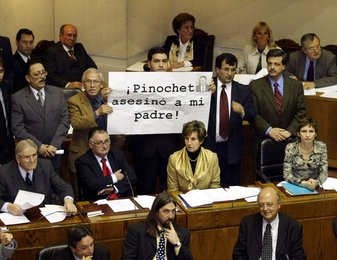 ¡Pinochet
asesinó a mi
padre!